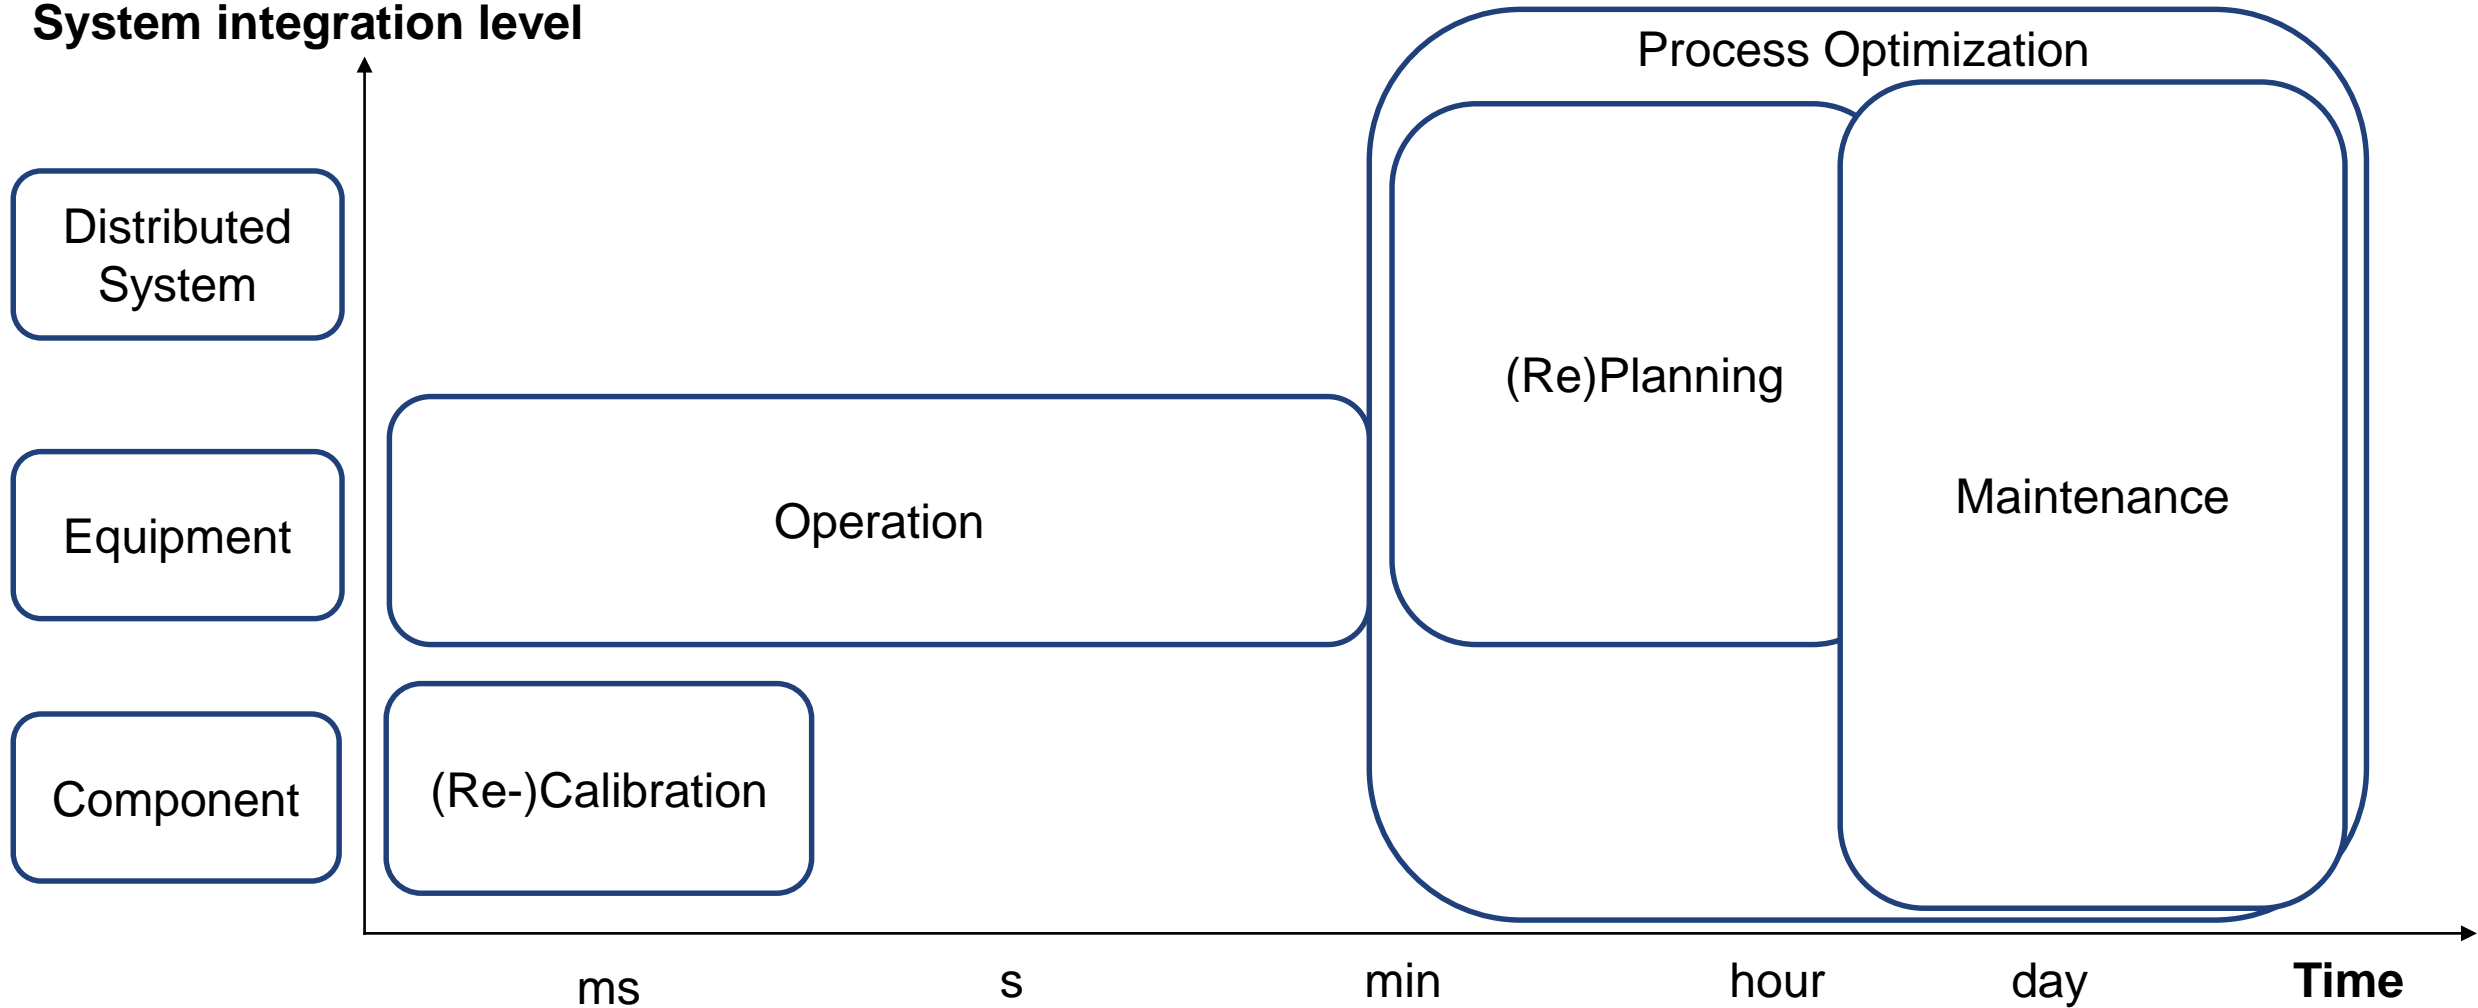 System integration level
Process Optimization
Distributed
System
(Re)Planning
Maintenance
Operation
Equipment
(Re-)Calibration
Component
ms
s
min
hour
day
Time